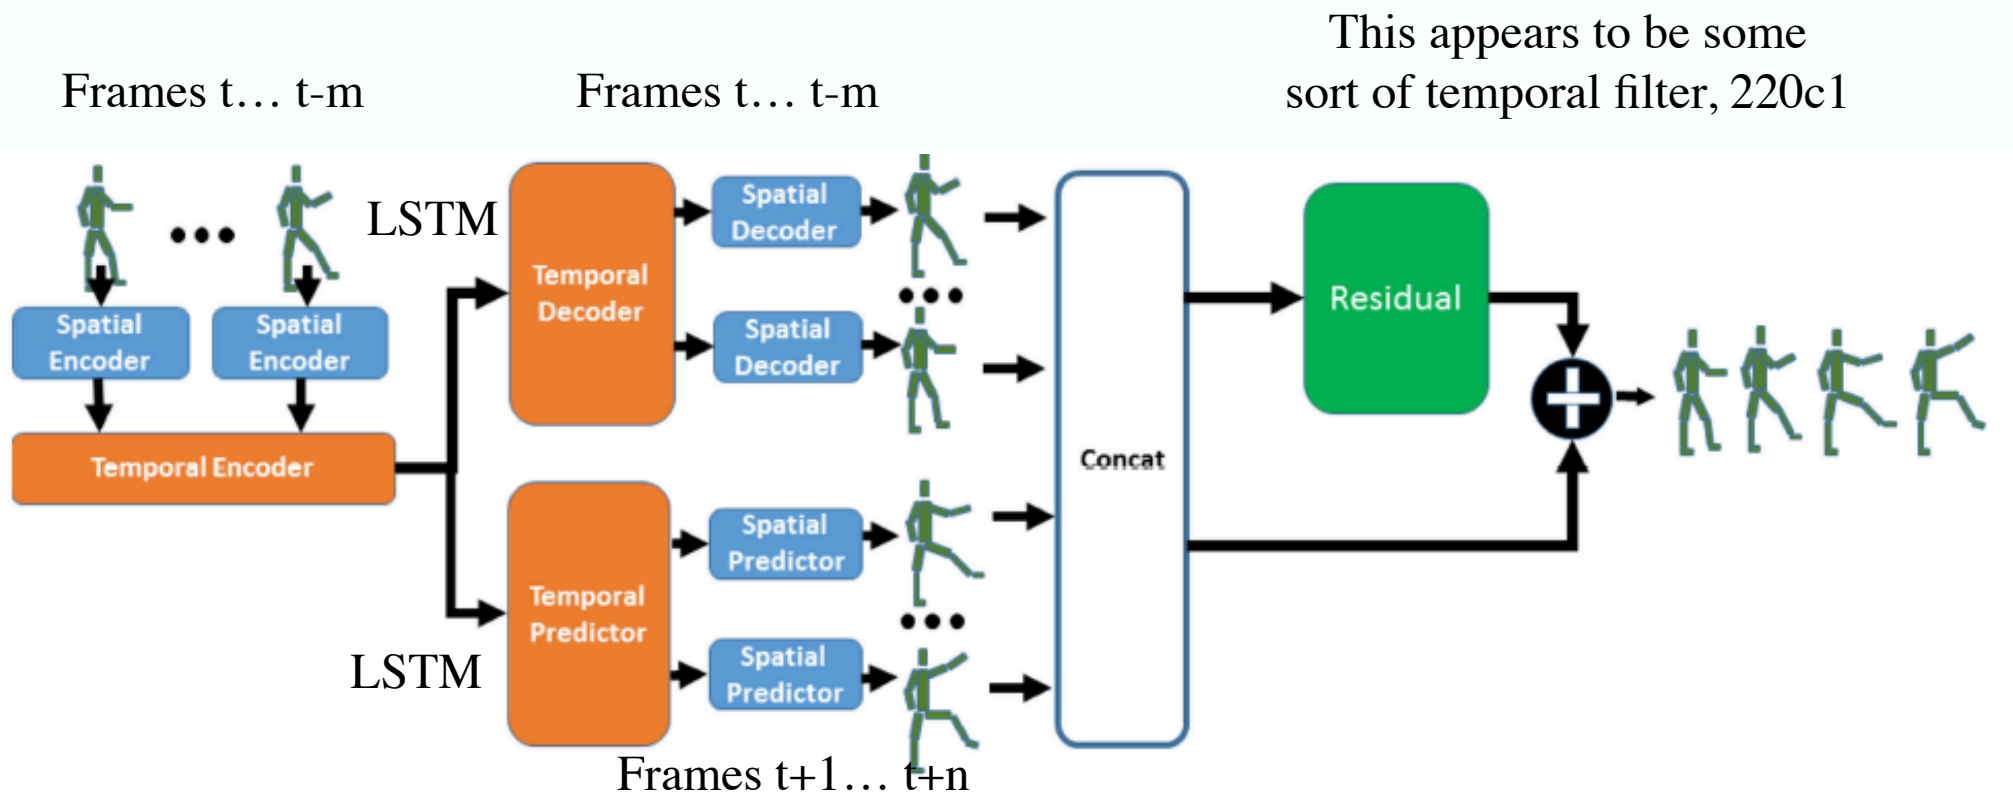 This appears to be some
sort of temporal filter, 220c1
Frames t… t-m
Frames t… t-m
LSTM
Spatial
Encoder
Spatial
Encoder
Temporal Encoder
Temporal
Decoder
Spatial
Decoder
Spatial
Decoder
LSTM
Temporal
Predictor
Spatial
Predictor
Spatial
Predictor
Frames t+1… t+n
Concat
Residual